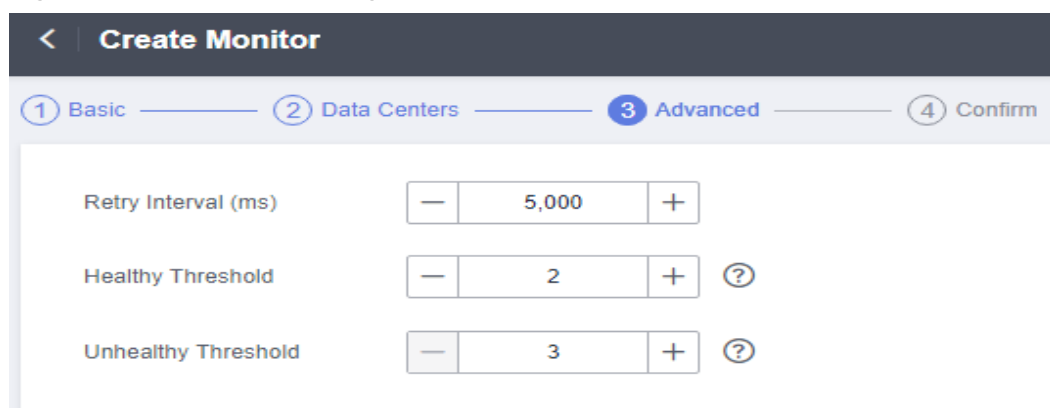 < Create Monitor
1 Basic 2 Data Centers 3 Advanced 4 Confirm
Retry Interval (ms) — 5,000 +
Healthy Threshold — 2 + ?
Unhealthy Threshold — 3 + ?